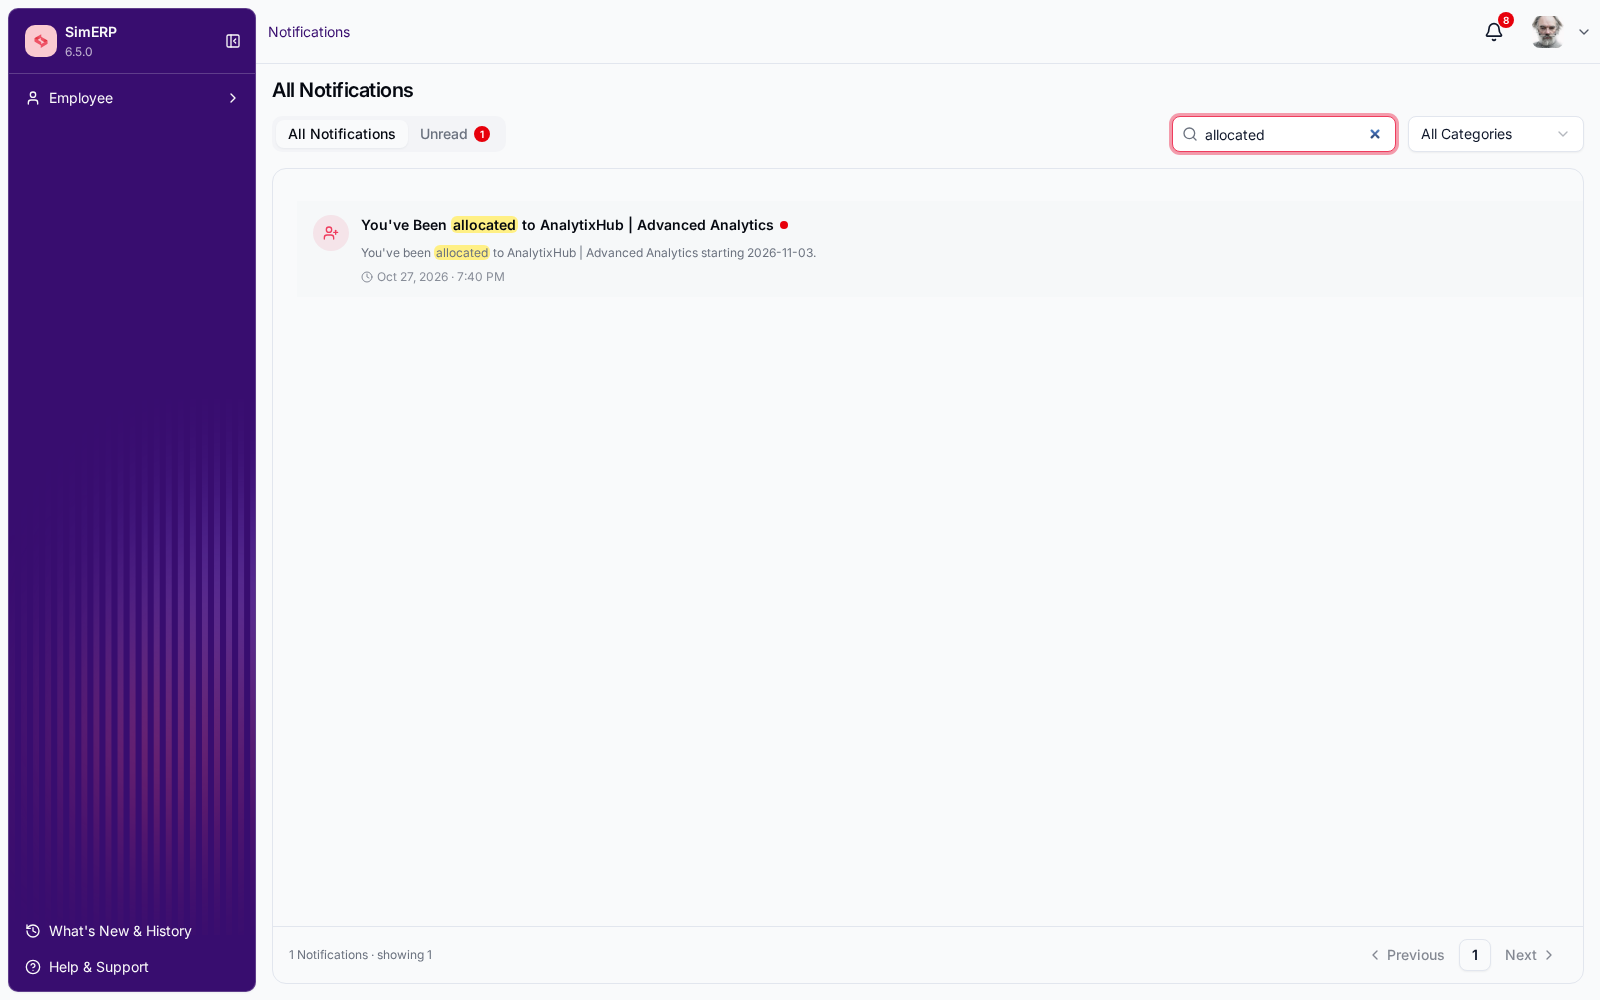 SimERP
6.5.0
Employee
What's New & History
Help & Support
Notifications
8
All Notifications
All Notifications
Unread 1
allocated
All Categories
You've Been allocated to AnalytixHub | Advanced Analytics
You've been allocated to AnalytixHub | Advanced Analytics starting 2026-11-03.
Oct 27, 2026 · 7:40 PM
1 Notifications · showing 1
Previous
1
Next